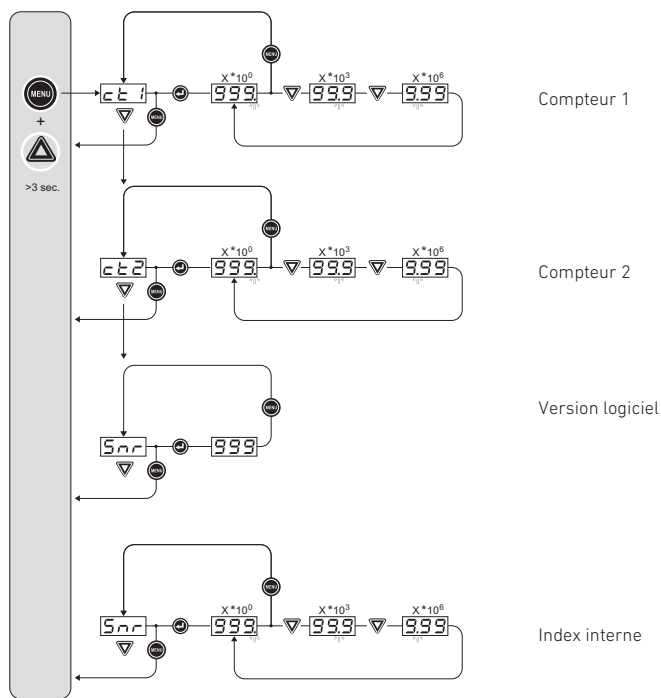 MENU
+
>3 sec.
ct1
MENU
MENU
X*10⁰
999.
X*10³
99.9
X*10⁶
9.99
Compteur 1
ct2
MENU
MENU
X*10⁰
999.
X*10³
99.9
X*10⁶
9.99
Compteur 2
Snr
MENU
MENU
999
Version logiciel
Snr
MENU
MENU
X*10⁰
999.
X*10³
99.9
X*10⁶
9.99
Index interne